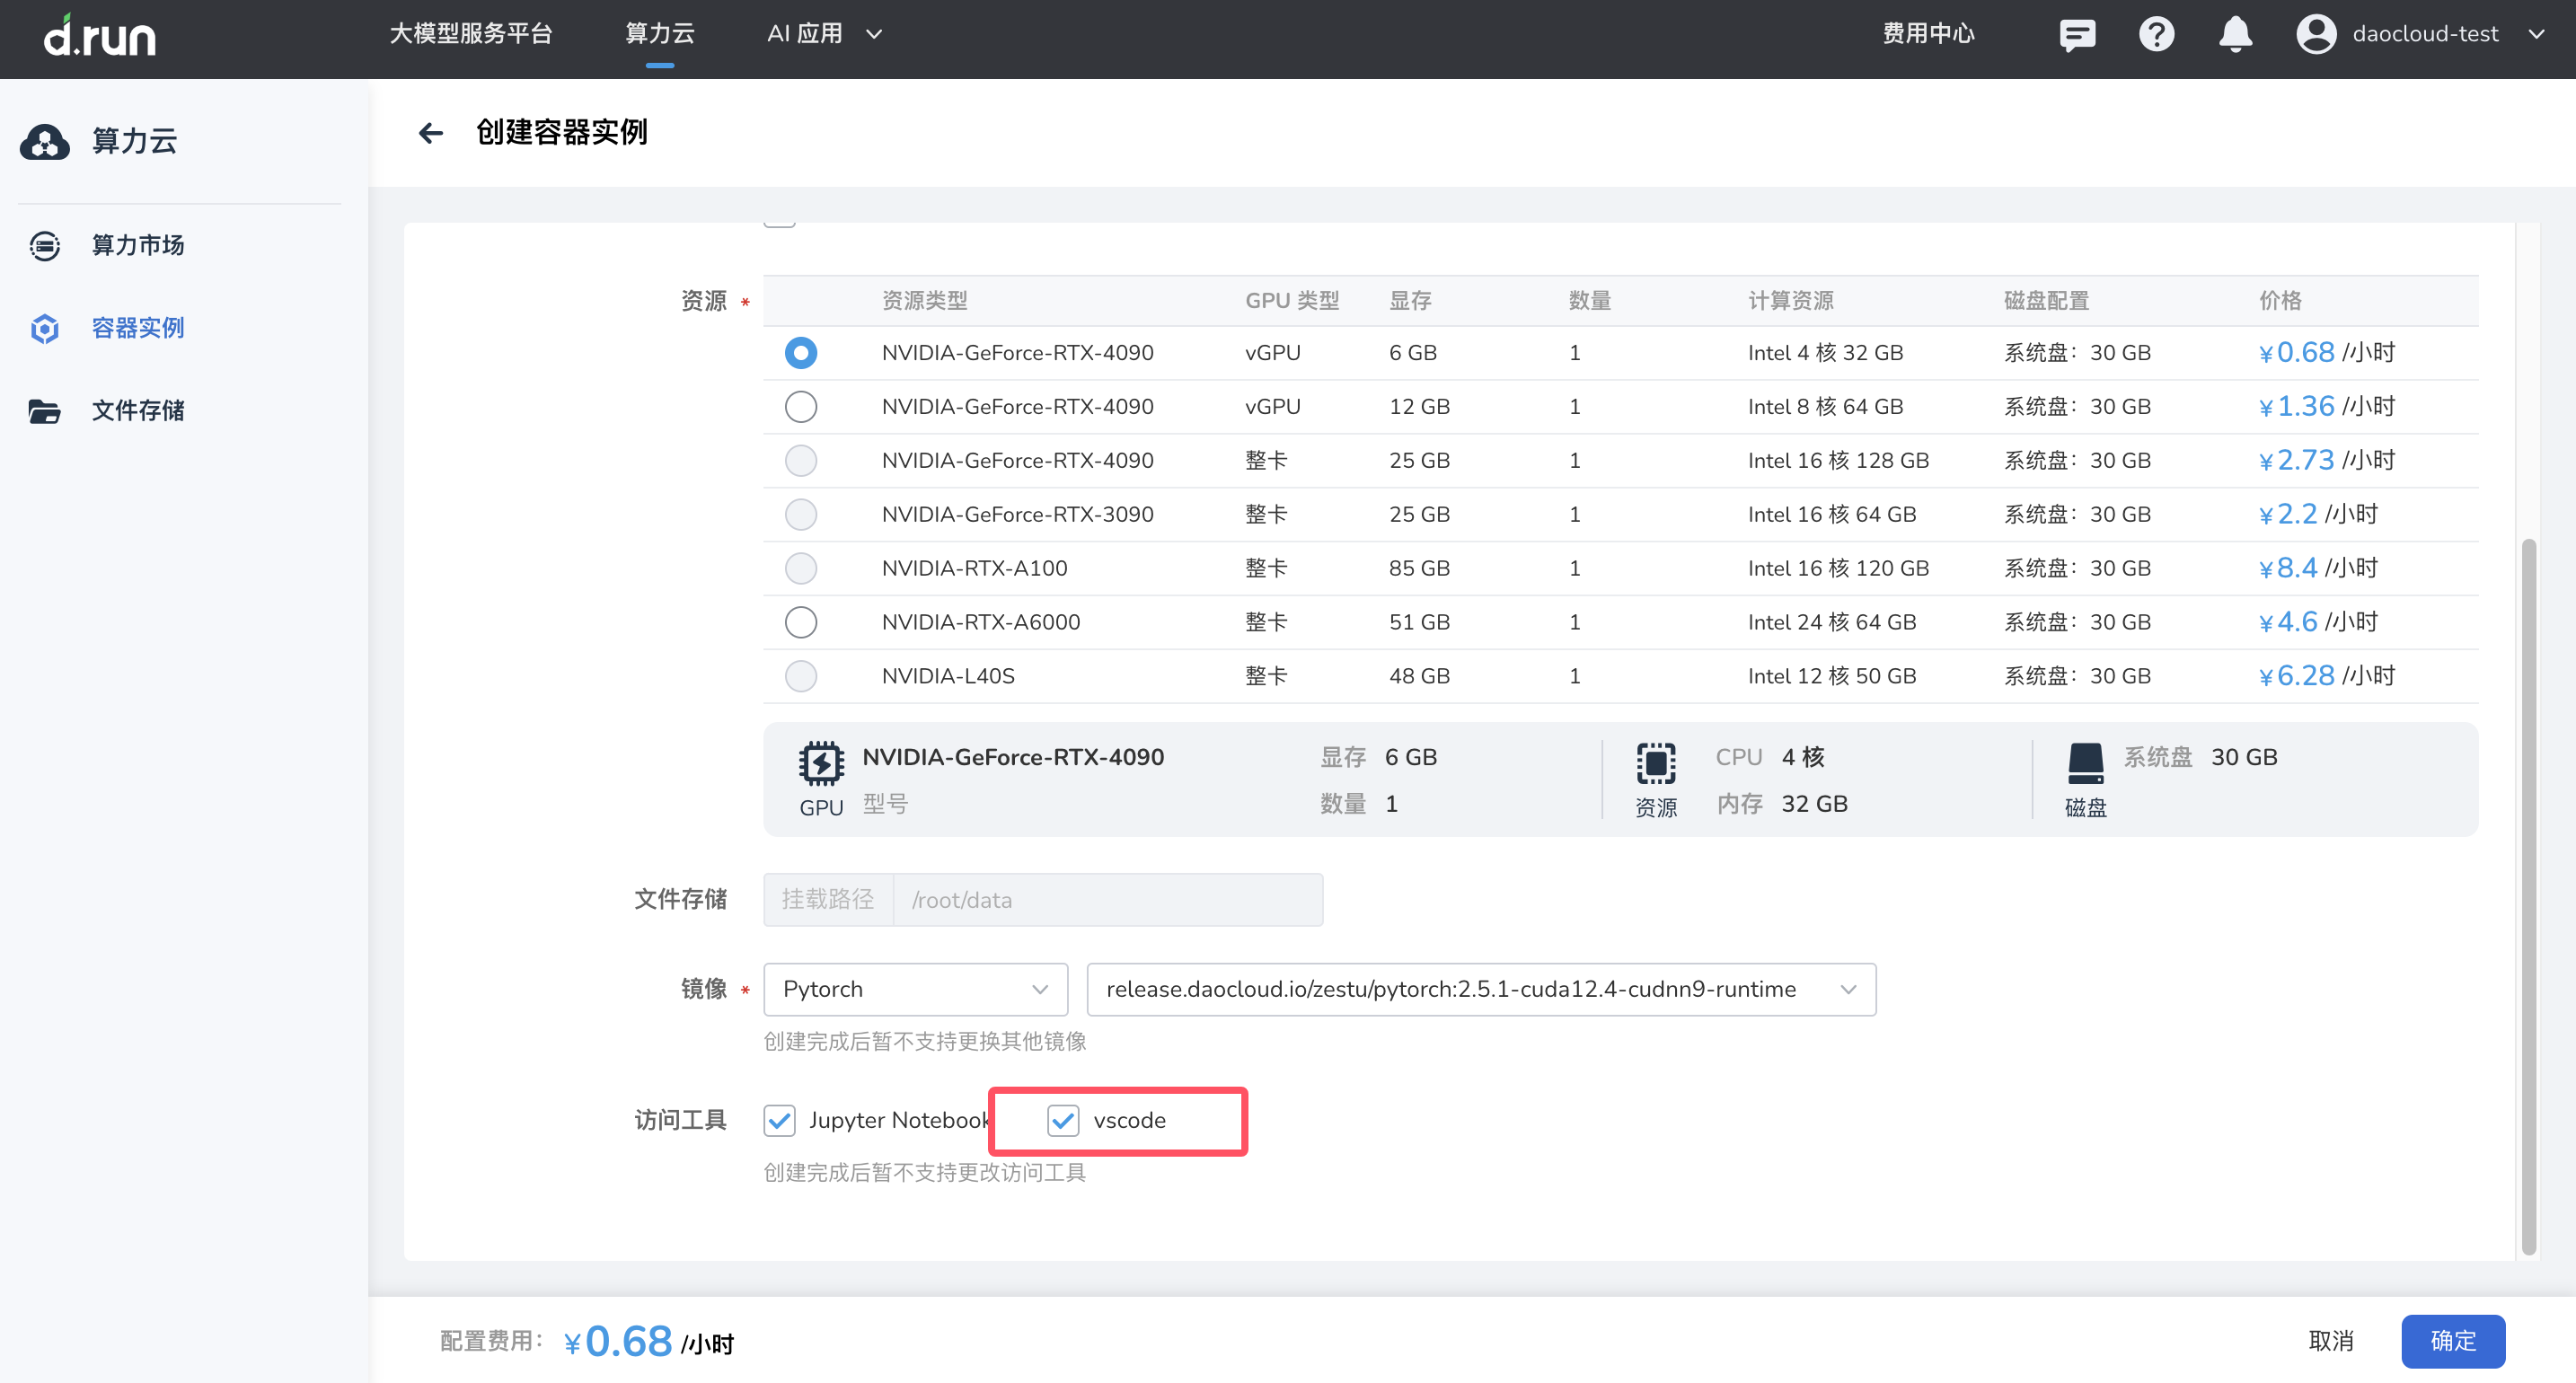 d.run 大模型服务平台 算力云 AI 应用 费用中心 daocloud-test
算力云
算力市场
容器实例
文件存储
创建容器实例
资源 * 资源类型 GPU 类型 显存 数量 计算资源 磁盘配置 价格
NVIDIA-GeForce-RTX-4090 vGPU 6 GB 1 Intel 4 核 32 GB 系统盘：30 GB ¥0.68 /小时
NVIDIA-GeForce-RTX-4090 vGPU 12 GB 1 Intel 8 核 64 GB 系统盘：30 GB ¥1.36 /小时
NVIDIA-GeForce-RTX-4090 整卡 25 GB 1 Intel 16 核 128 GB 系统盘：30 GB ¥2.73 /小时
NVIDIA-GeForce-RTX-3090 整卡 25 GB 1 Intel 16 核 64 GB 系统盘：30 GB ¥2.2 /小时
NVIDIA-RTX-A100 整卡 85 GB 1 Intel 16 核 120 GB 系统盘：30 GB ¥8.4 /小时
NVIDIA-RTX-A6000 整卡 51 GB 1 Intel 24 核 64 GB 系统盘：30 GB ¥4.6 /小时
NVIDIA-L40S 整卡 48 GB 1 Intel 12 核 50 GB 系统盘：30 GB ¥6.28 /小时
NVIDIA-GeForce-RTX-4090 显存 6 GB CPU 4 核 系统盘 30 GB
GPU 型号 数量 1 资源 内存 32 GB 磁盘
文件存储 挂载路径 /root/data
镜像 * Pytorch release.daocloud.io/zestu/pytorch:2.5.1-cuda12.4-cudnn9-runtime
创建完成后暂不支持更换其他镜像
访问工具 Jupyter Notebook vscode
创建完成后暂不支持更改访问工具
配置费用： ¥0.68 /小时 取消 确定